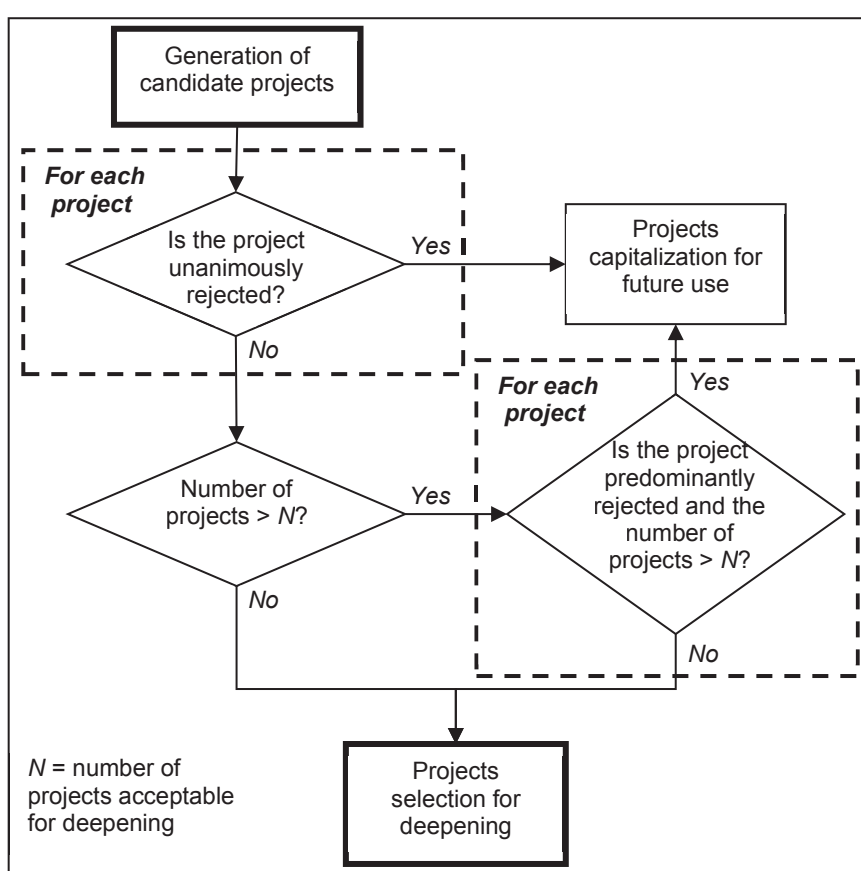 Generation of
candidate projects
For each
project
Is the project
unanimously
rejected?
Yes
Projects
capitalization for
future use
No
For each
project
Yes
Number of
projects > N?
Yes
Is the project
predominantly
rejected and the
number of
projects > N?
No
No
N = number of
projects acceptable
for deepening
Projects
selection for
deepening